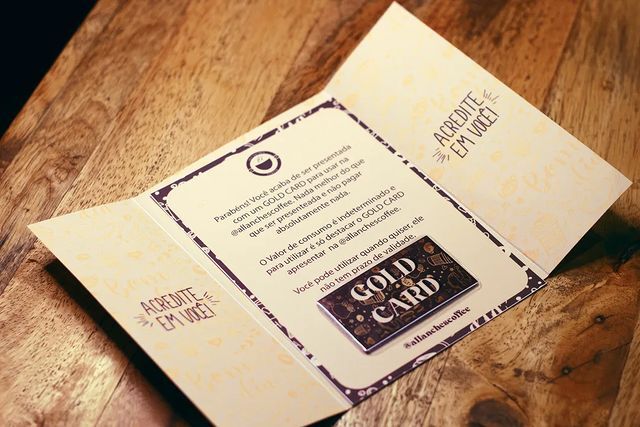 ACREDITE
EM VOCÊ!
Parabéns! Você acaba de ser presentada
com um GOLD CARD para usar na
@allanchescoffee. Nada melhor do que
que ser presenteada e não pagar
absolutamente nada.
O Valor de consumo é indeterminado e
para utilizar é só destacar o GOLD CARD
apresentar na @allanchescoffee.
Você pode utilizar quando quiser, ele
não tem prazo de validade.
GOLD
CARD
@allanchescoffee
ACREDITE
EM VOCÊ!